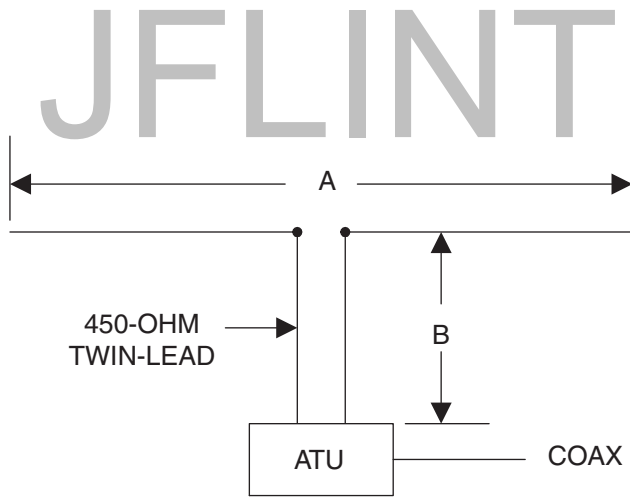 JFLINT
A
450-OHM
TWIN-LEAD
B
ATU
COAX